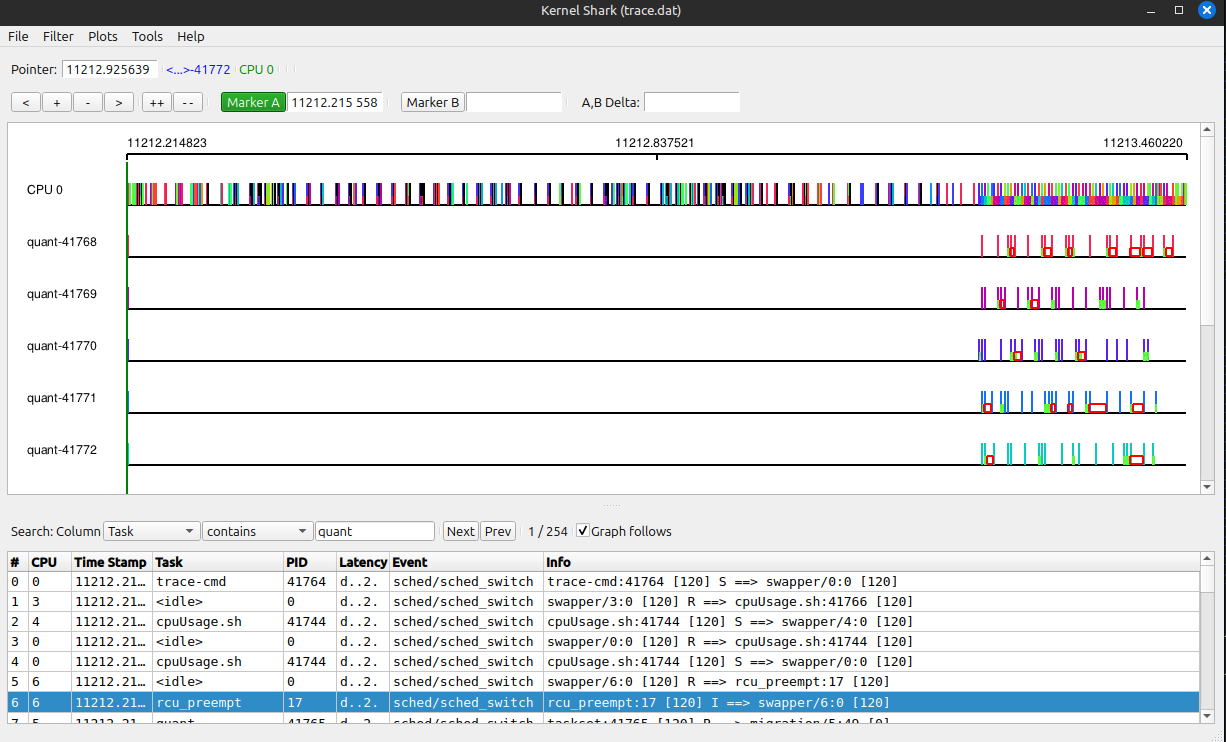 Kernel Shark (trace.dat)
File Filter Plots Tools Help
Pointer: 11212.925639 <...>-41772 CPU 0
< + - > ++ -- Marker A 11212.215 558 Marker B A,B Delta:
11212.214823 11212.837521 11213.460220
CPU 0
quant-41768
quant-41769
quant-41770
quant-41771
quant-41772
Search: Column Task contains quant Next Prev 1 / 254 Graph follows
# CPU Time Stamp Task PID Latency Event Info
0 0 11212.21... trace-cmd 41764 d..2. sched/sched_switch trace-cmd:41764 [120] S ==> swapper/0:0 [120]
1 3 11212.21... <idle> 0 d..2. sched/sched_switch swapper/3:0 [120] R ==> cpuUsage.sh:41766 [120]
2 4 11212.21... cpuUsage.sh 41744 d..2. sched/sched_switch cpuUsage.sh:41744 [120] S ==> swapper/4:0 [120]
3 0 11212.21... <idle> 0 d..2. sched/sched_switch swapper/0:0 [120] R ==> cpuUsage.sh:41744 [120]
4 0 11212.21... cpuUsage.sh 41744 d..2. sched/sched_switch cpuUsage.sh:41744 [120] S ==> swapper/0:0 [120]
5 6 11212.21... <idle> 0 d..2. sched/sched_switch swapper/6:0 [120] R ==> rcu_preempt:17 [120]
6 6 11212.21... rcu_preempt 17 d..2. sched/sched_switch rcu_preempt:17 [120] I ==> swapper/6:0 [120]
7 5 11212.21... quant 41765 d..2. sched/sched_switch taskset:41765 [120] R ==> migration/5:49 [0]